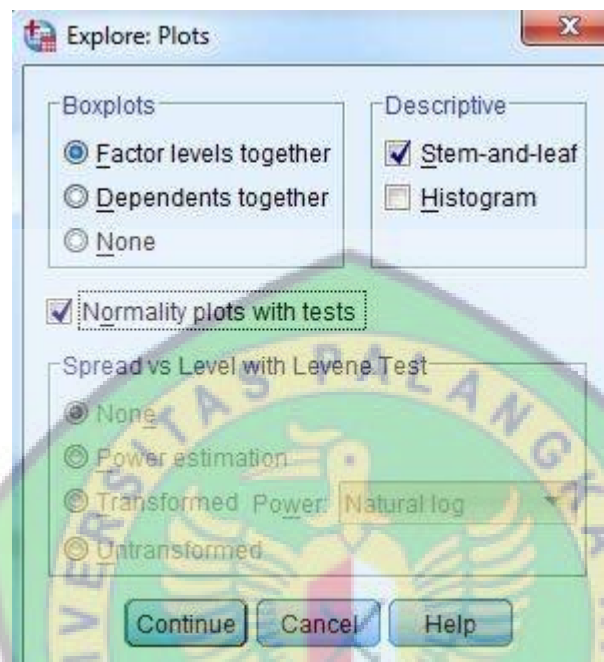 Explore: Plots
Boxplots
Factor levels together
Dependents together
None
Descriptive
Stem-and-leaf
Histogram
Normality plots with tests
Spread vs Level with Levene Test
None
Power estimation
Transformed Power: Natural log
Untransformed
Continue Cancel Help